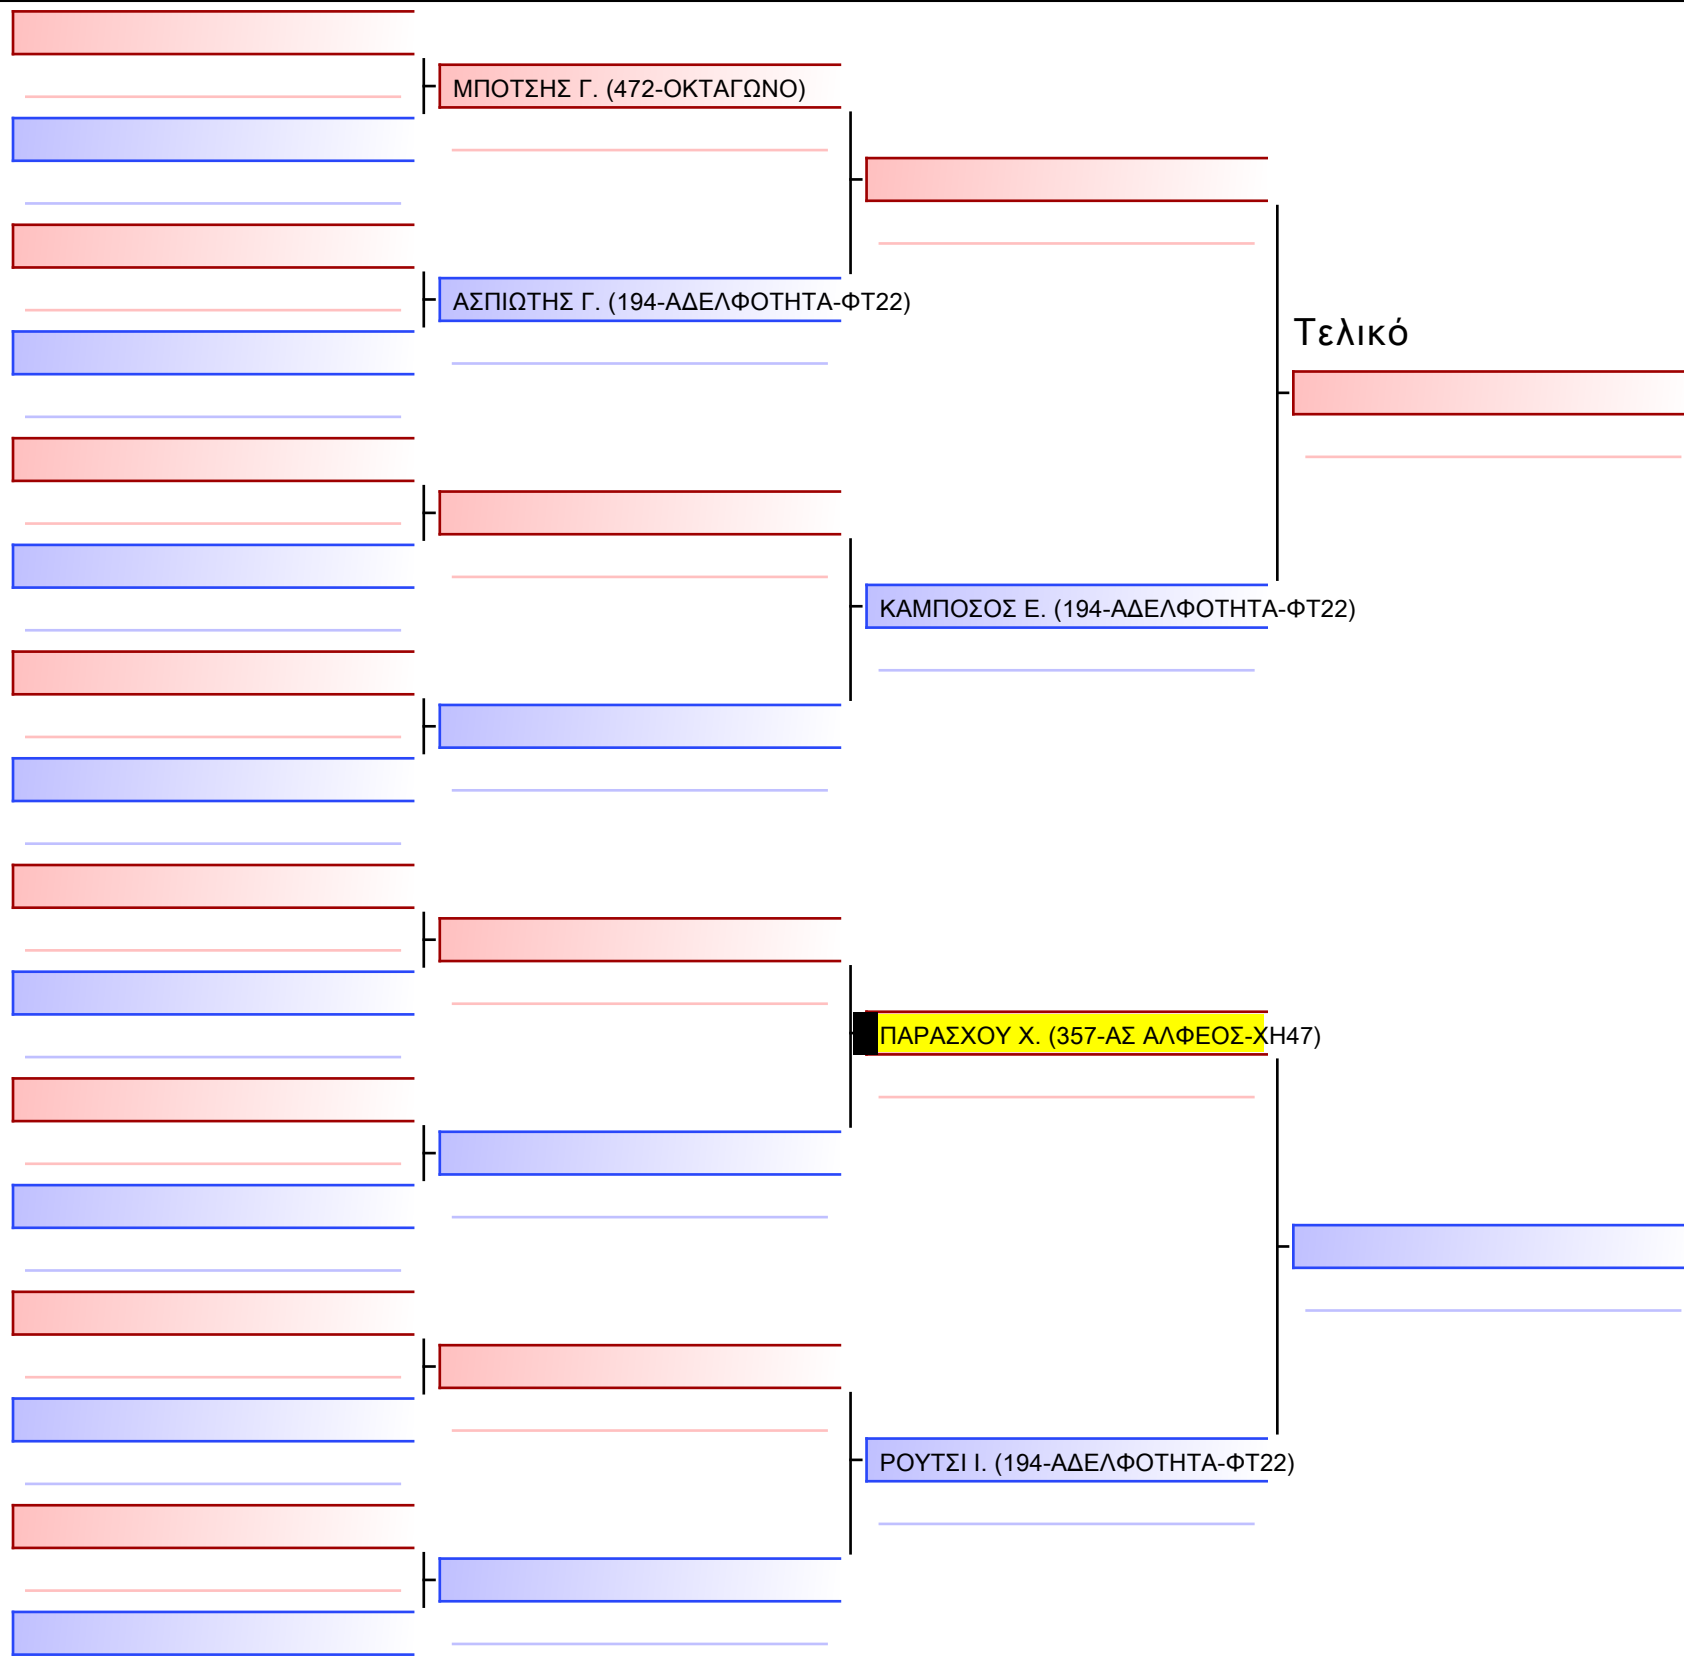 ΜΠΟΤΣΗΣ Γ. (472-ΟΚΤΑΓΩΝΟ)
ΑΣΠΙΩΤΗΣ Γ. (194-ΑΔΕΛΦΟΤΗΤΑ-ΦΤ22)
Τελικό
ΚΑΜΠΟΣΟΣ Ε. (194-ΑΔΕΛΦΟΤΗΤΑ-ΦΤ22)
ΠΑΡΑΣΧΟΥ Χ. (357-ΑΣ ΑΛΦΕΟΣ-ΧΗ47)
ΡΟΥΤΣΙ Ι. (194-ΑΔΕΛΦΟΤΗΤΑ-ΦΤ22)